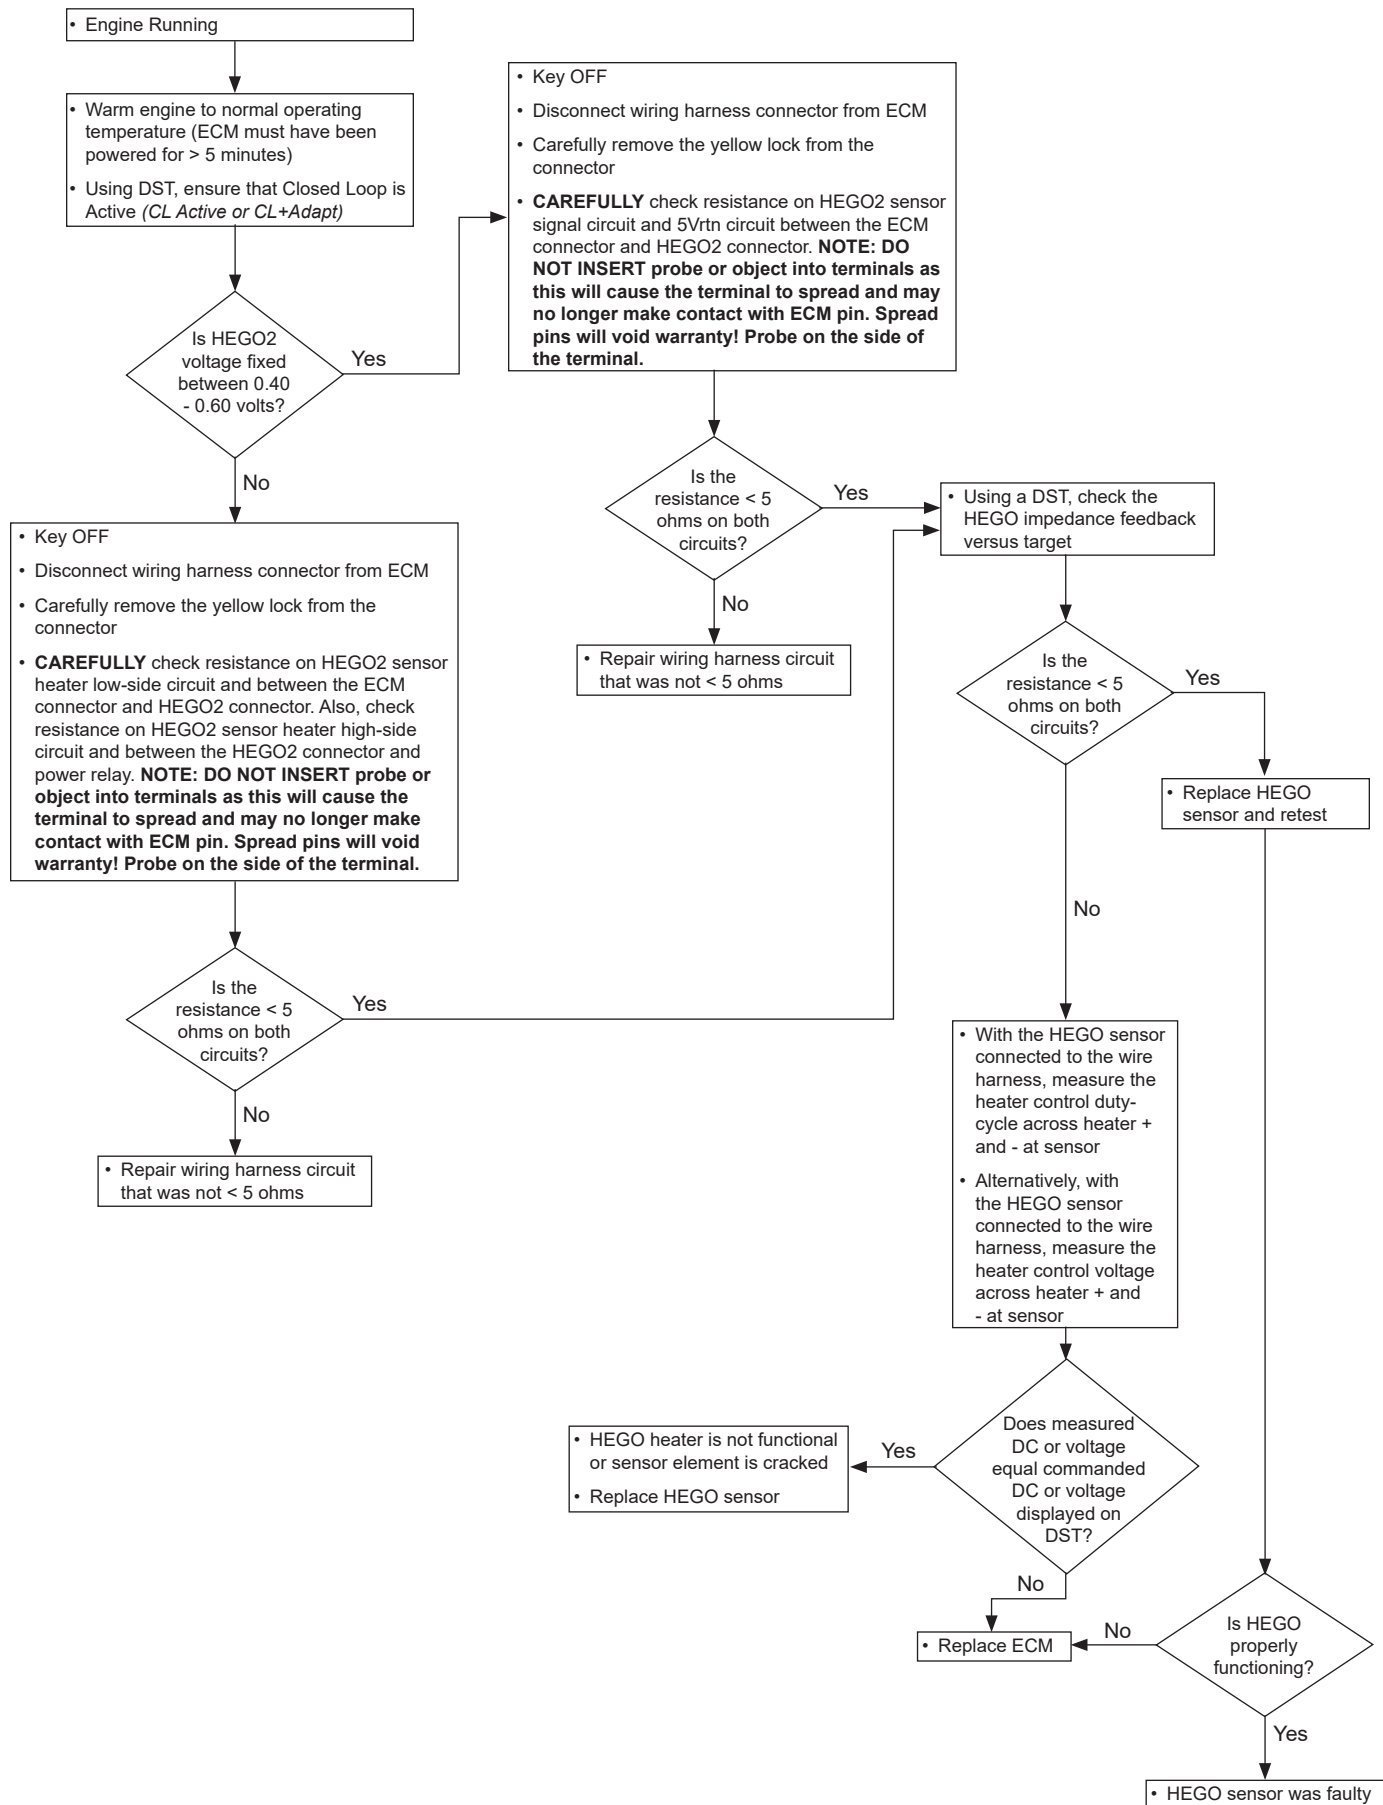 • Engine Running
• Warm engine to normal operating
temperature (ECM must have been
powered for > 5 minutes)
• Using DST, ensure that Closed Loop is
Active (CL Active or CL+Adapt)
Is HEGO2
voltage fixed
between 0.40
- 0.60 volts?
Yes
No
• Key OFF
• Disconnect wiring harness connector from ECM
• Carefully remove the yellow lock from the
connector
• CAREFULLY check resistance on HEGO2 sensor
signal circuit and 5Vrtn circuit between the ECM
connector and HEGO2 connector. NOTE: DO
NOT INSERT probe or object into terminals as
this will cause the terminal to spread and may
no longer make contact with ECM pin. Spread
pins will void warranty! Probe on the side of
the terminal.
Is the
resistance < 5
ohms on both
circuits?
Yes
No
• Repair wiring harness circuit
that was not < 5 ohms
• Key OFF
• Disconnect wiring harness connector from ECM
• Carefully remove the yellow lock from the
connector
• CAREFULLY check resistance on HEGO2 sensor
heater low-side circuit and between the ECM
connector and HEGO2 connector. Also, check
resistance on HEGO2 sensor heater high-side
circuit and between the HEGO2 connector and
power relay. NOTE: DO NOT INSERT probe or
object into terminals as this will cause the
terminal to spread and may no longer make
contact with ECM pin. Spread pins will void
warranty! Probe on the side of the terminal.
Is the
resistance < 5
ohms on both
circuits?
Yes
No
• Repair wiring harness circuit
that was not < 5 ohms
• Using a DST, check the
HEGO impedance feedback
versus target
Is the
resistance < 5
ohms on both
circuits?
Yes
No
• Replace HEGO
sensor and retest
• With the HEGO sensor
connected to the wire
harness, measure the
heater control duty-
cycle across heater +
and - at sensor
• Alternatively, with
the HEGO sensor
connected to the wire
harness, measure the
heater control voltage
across heater + and
- at sensor
Does measured
DC or voltage
equal commanded
DC or voltage
displayed on
DST?
Yes
No
• HEGO heater is not functional
or sensor element is cracked
• Replace HEGO sensor
• Replace ECM
Is HEGO
properly
functioning?
No
Yes
• HEGO sensor was faulty